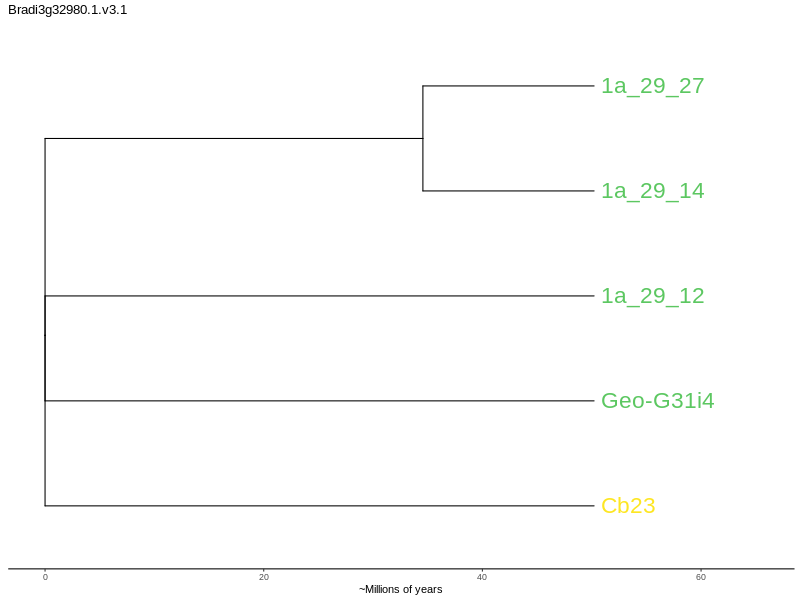 Bradi3g32980.1.v3.1
1a_29_27
1a_29_14
1a_29_12
Geo-G31i4
Cb23
0 20 40 60
~Millions of years